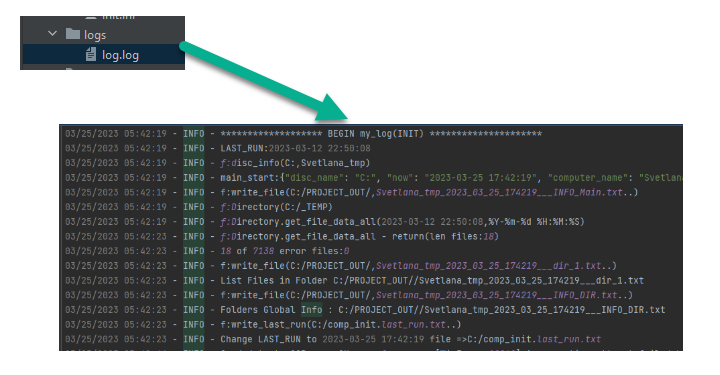 logs
log.log
03/25/2023 05:42:19 - INFO - ******************* BEGIN my_log(INIT) *********************
03/25/2023 05:42:19 - INFO - LAST_RUN:2023-03-12 22:50:08
03/25/2023 05:42:19 - INFO - f:disc_info(C:,Svetlana_tmp)
03/25/2023 05:42:19 - INFO - main_start:{"disc_name": "C:", "now": "2023-03-25 17:42:19", "computer_name": "Svetlana
03/25/2023 05:42:19 - INFO - f:write_file(C:/PROJECT_OUT/,Svetlana_tmp_2023_03_25_174219___INFO_Main.txt..)
03/25/2023 05:42:19 - INFO - f:Directory(C:/_TEMP)
03/25/2023 05:42:19 - INFO - f:Directory.get_file_data_all(2023-03-12 22:50:08,%Y-%m-%d %H:%M:%S)
03/25/2023 05:42:23 - INFO - f:Directory.get_file_data_all - return(len files:18)
03/25/2023 05:42:23 - INFO - 18 of 7138 error files:0
03/25/2023 05:42:23 - INFO - f:write_file(C:/PROJECT_OUT/,Svetlana_tmp_2023_03_25_174219___dir_1.txt..)
03/25/2023 05:42:23 - INFO - List Files in Folder C:/PROJECT_OUT//Svetlana_tmp_2023_03_25_174219___dir_1.txt
03/25/2023 05:42:23 - INFO - f:write_file(C:/PROJECT_OUT/,Svetlana_tmp_2023_03_25_174219___INFO_DIR.txt..)
03/25/2023 05:42:23 - INFO - Folders Global Info : C:/PROJECT_OUT//Svetlana_tmp_2023_03_25_174219___INFO_DIR.txt
03/25/2023 05:42:23 - INFO - f:write_last_run(C:/comp_init.last_run.txt..)
03/25/2023 05:42:23 - INFO - Change LAST_RUN to 2023-03-25 17:42:19 file =>C:/comp_init.last_run.txt